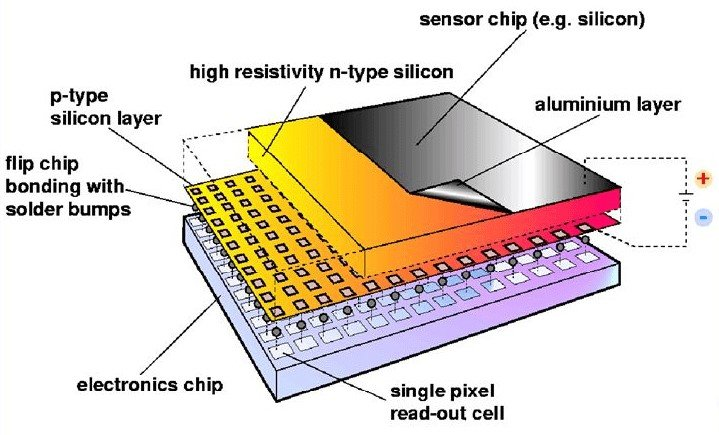 sensor chip (e.g. silicon)
high resistivity n-type silicon
p-type
silicon layer
aluminium layer
flip chip
bonding with
solder bumps
+
-
electronics chip
single pixel
read-out cell